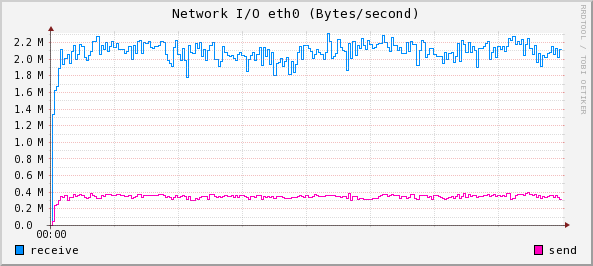 Network I/O eth0 (Bytes/second)
RRDTOOL / TOBI OETIKER
2.2 M
2.0 M
1.8 M
1.6 M
1.4 M
1.2 M
1.0 M
0.8 M
0.6 M
0.4 M
0.2 M
0.0
00:00
receive send